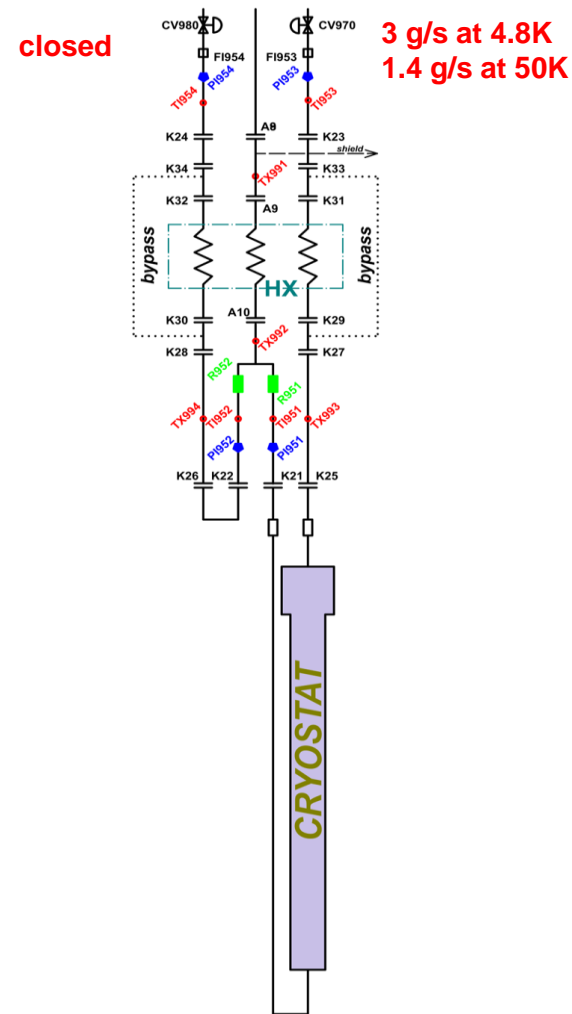 closed
CV980
CV970
3 g/s at 4.8K
1.4 g/s at 50K
FI954
FI953
PI954
PI953
TI954
TI953
K24
A8
K23
shield
K34
K33
TX991
K32
A9
K31
bypass
bypass
HX
K30
A10
K29
K28
TX992
K27
R952
R951
TX994
TI952
TI951
TX993
PI952
PI951
K26
K22
K21
K25
CRYOSTAT